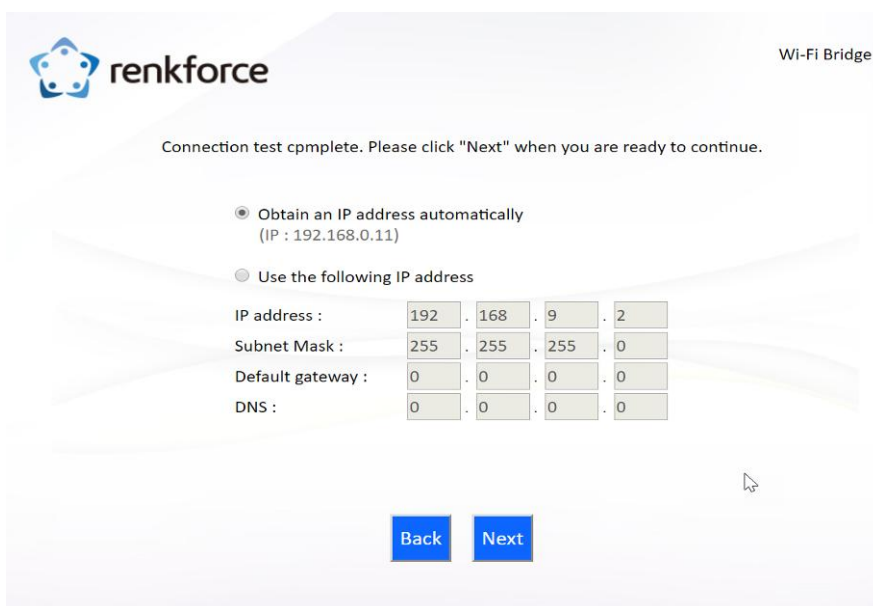 renkforce
Wi-Fi Bridge
Connection test cpmplete. Please click "Next" when you are ready to continue.
Obtain an IP address automatically
(IP : 192.168.0.11)
Use the following IP address
IP address : 192 . 168 . 9 . 2
Subnet Mask : 255 . 255 . 255 . 0
Default gateway : 0 . 0 . 0 . 0
DNS : 0 . 0 . 0 . 0
Back Next